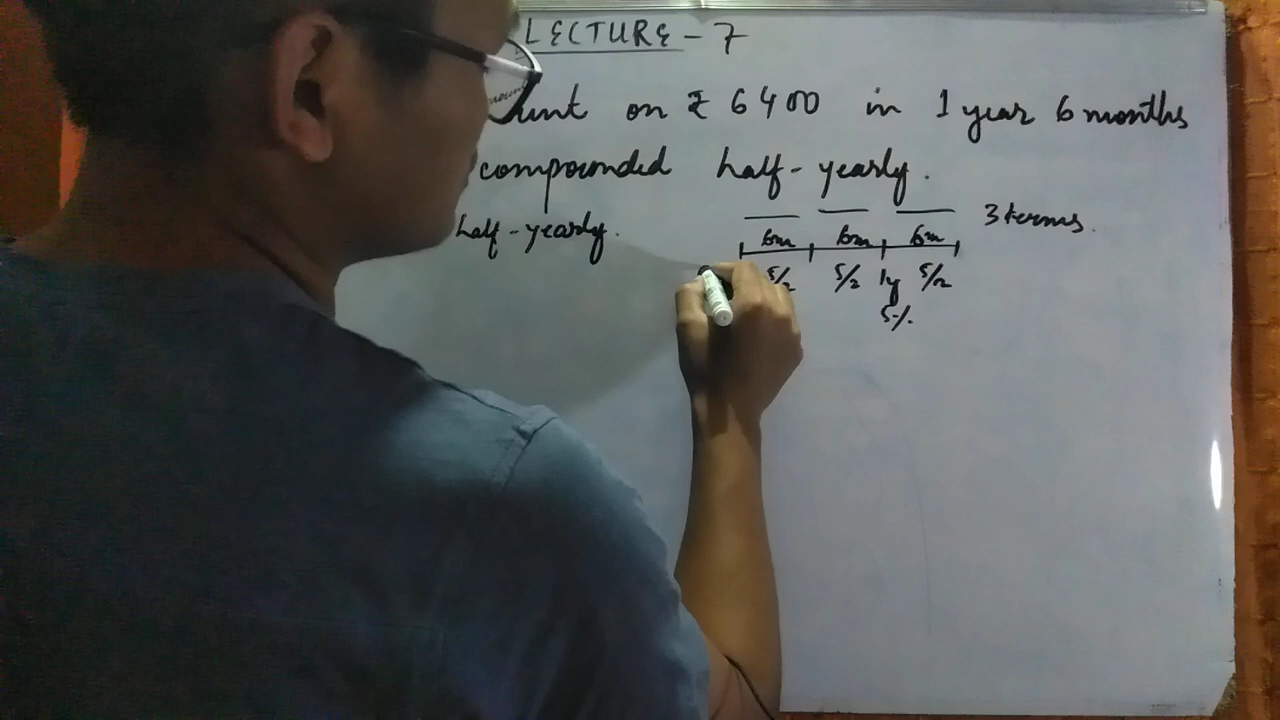 LECTURE - 7
unt on ₹ 6400 in 1 year 6 months
compounded half-yearly.
half-yearly.
6m 6m 6m 3 terms.
5/2 5/2 1y 5/2
5%